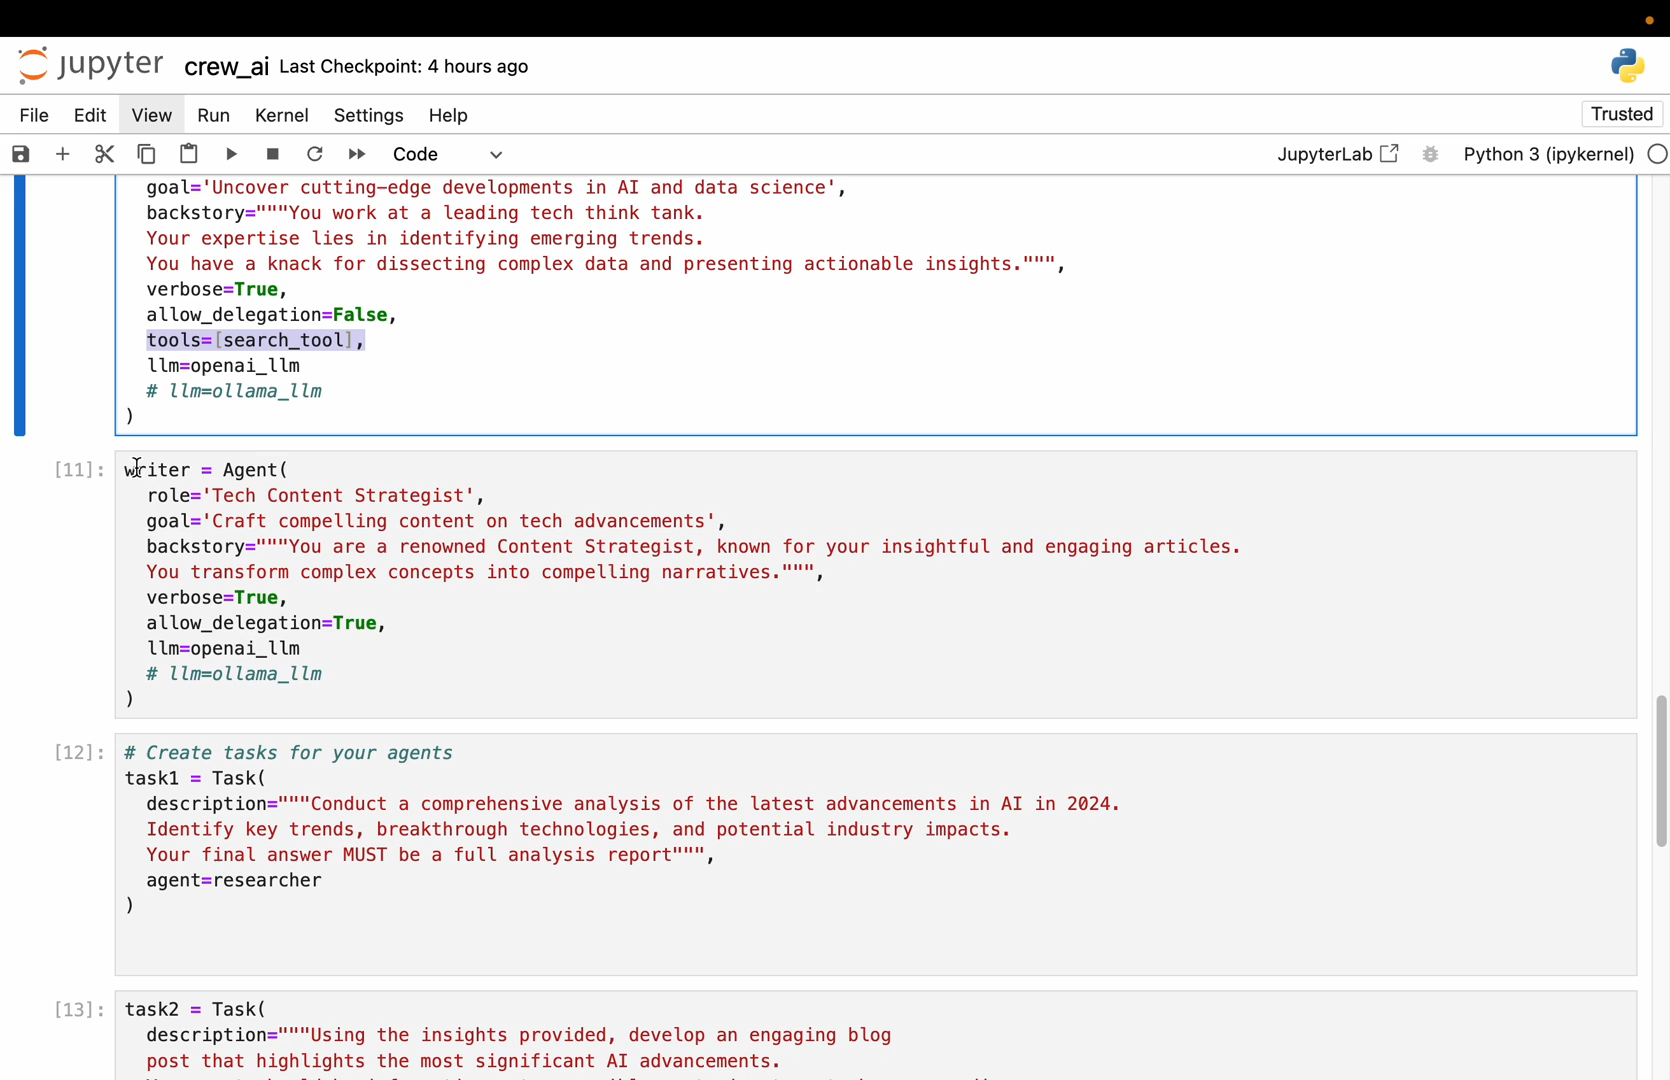 jupyter crew_ai Last Checkpoint: 4 hours ago
File Edit View Run Kernel Settings Help Trusted
Code JupyterLab Python 3 (ipykernel)
goal='Uncover cutting-edge developments in AI and data science',
backstory="""You work at a leading tech think tank.
Your expertise lies in identifying emerging trends.
You have a knack for dissecting complex data and presenting actionable insights.""",
verbose=True,
allow_delegation=False,
tools=[search_tool],
llm=openai_llm
# llm=ollama_llm
)
[11]: writer = Agent(
role='Tech Content Strategist',
goal='Craft compelling content on tech advancements',
backstory="""You are a renowned Content Strategist, known for your insightful and engaging articles.
You transform complex concepts into compelling narratives.""",
verbose=True,
allow_delegation=True,
llm=openai_llm
# llm=ollama_llm
)
[12]: # Create tasks for your agents
task1 = Task(
description="""Conduct a comprehensive analysis of the latest advancements in AI in 2024.
Identify key trends, breakthrough technologies, and potential industry impacts.
Your final answer MUST be a full analysis report""",
agent=researcher
)
[13]: task2 = Task(
description="""Using the insights provided, develop an engaging blog
post that highlights the most significant AI advancements.